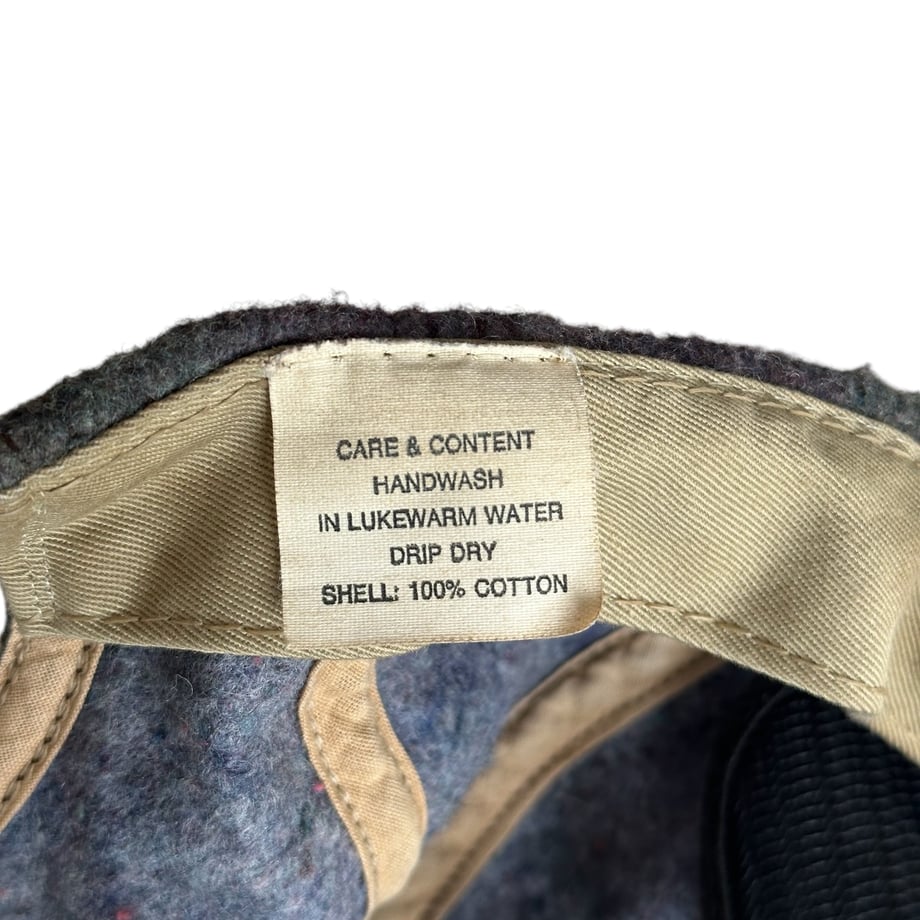 CARE & CONTENT
HANDWASH
IN LUKEWARM WATER
DRIP DRY
SHELL: 100% COTTON